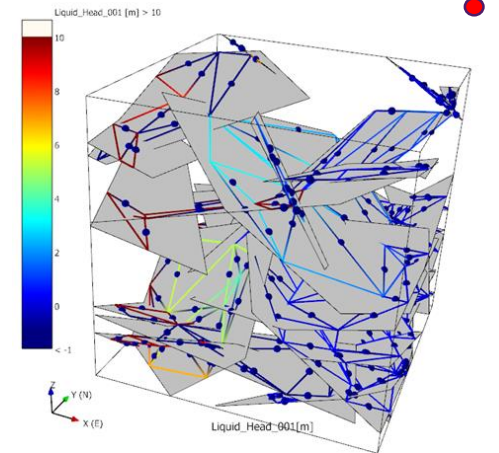 Liquid_Head_001 [m] > 10
10
8
6
4
2
0
< -1
Z
Y (N)
X (E)
Liquid_Head_001[m]